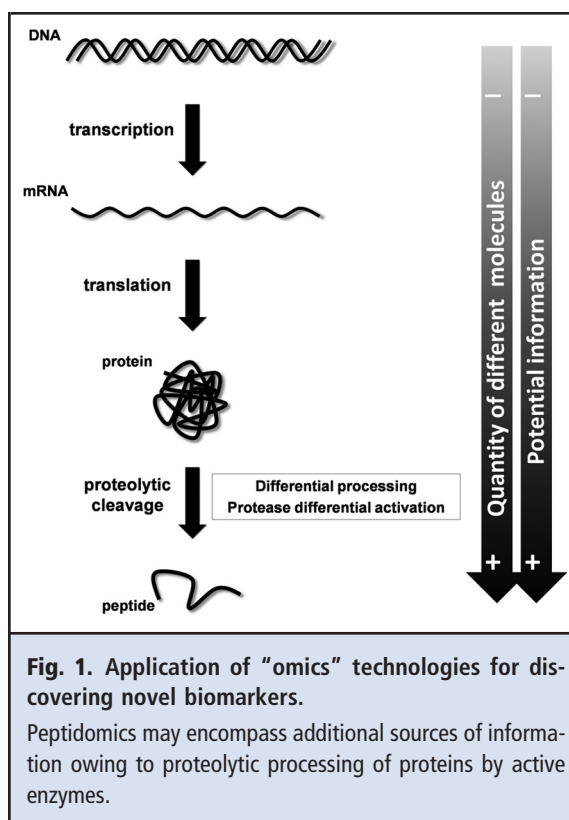 DNA
transcription
mRNA
translation
protein
proteolytic
cleavage
Differential processing
Protease differential activation
peptide
− −
Quantity of different molecules
Potential information
+ +
Fig. 1. Application of “omics” technologies for dis-
covering novel biomarkers.
Peptidomics may encompass additional sources of informa-
tion owing to proteolytic processing of proteins by active
enzymes.